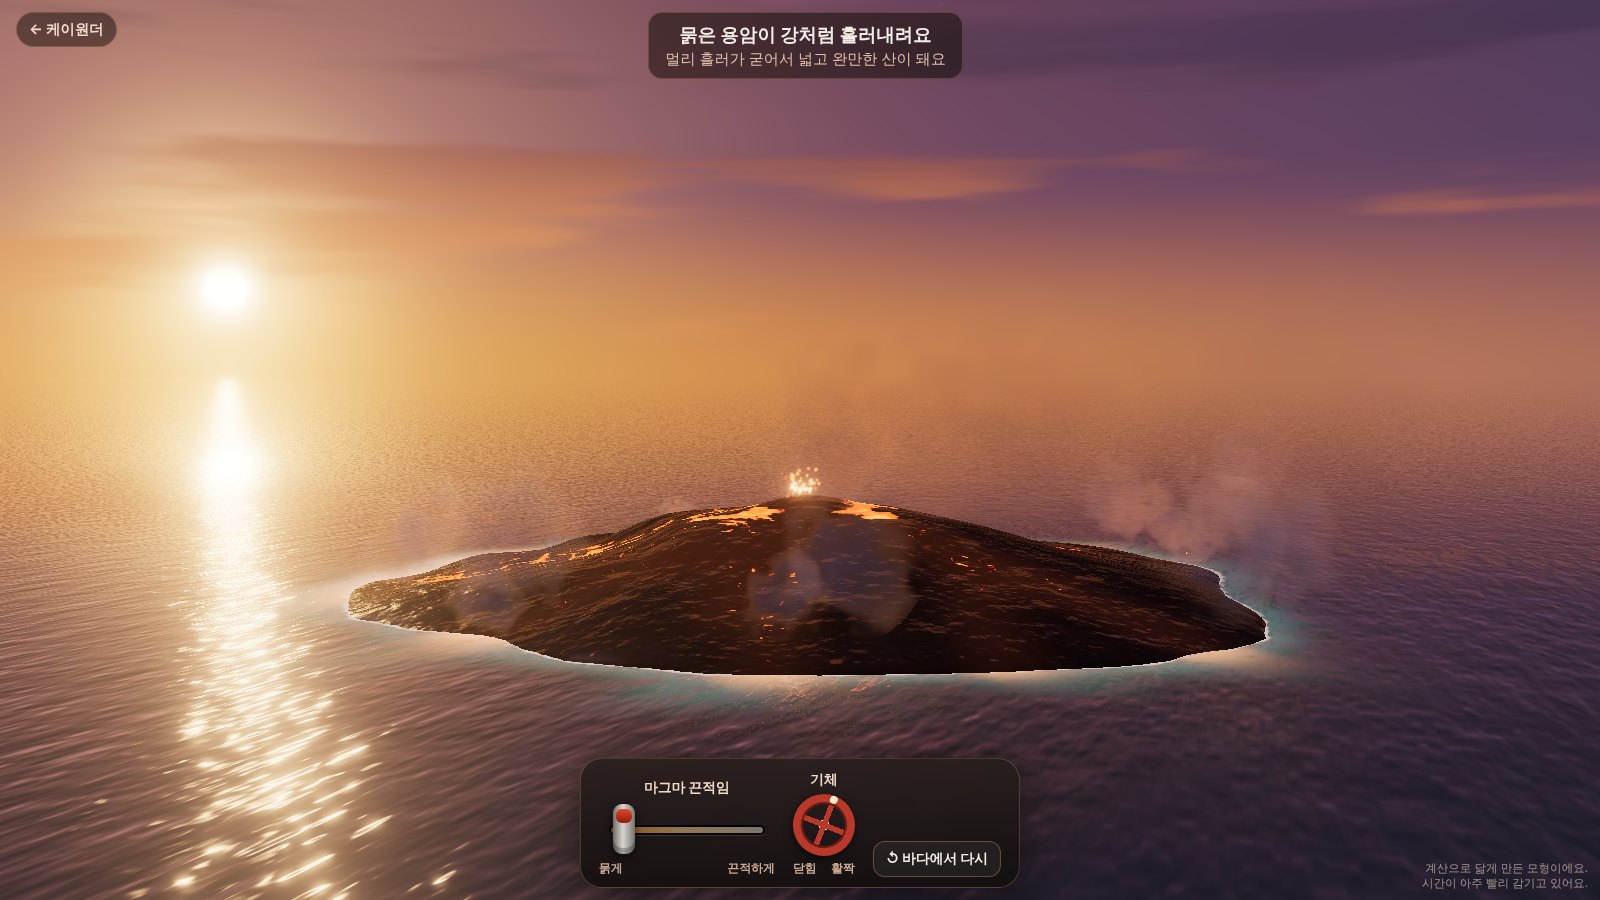 ← 케이원더
묽은 용암이 강처럼 흘러내려요
멀리 흘러가 굳어서 넓고 완만한 산이 돼요
마그마 끈적임
기체
묽게
끈적하게
닫힘
활짝
바다에서 다시
계산으로 닮게 만든 모형이에요.
시간이 아주 빨리 감기고 있어요.